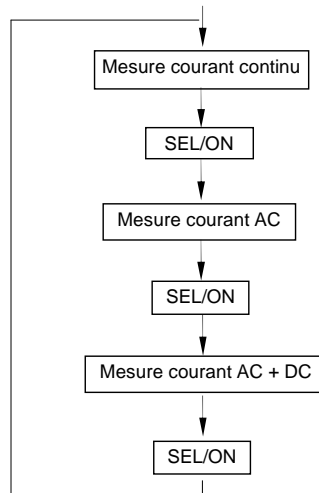 Mesure courant continu
SEL/ON
Mesure courant AC
SEL/ON
Mesure courant AC + DC
SEL/ON